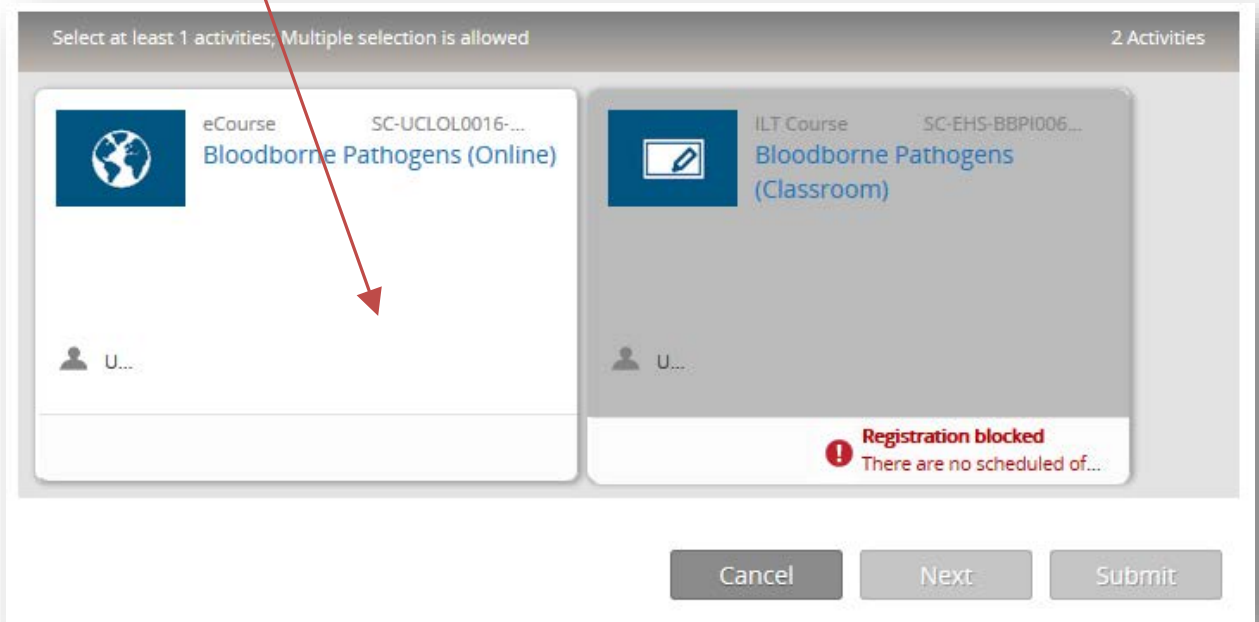 Select at least 1 activities; Multiple selection is allowed 2 Activities
eCourse SC-UCLOL0016-...
Bloodborne Pathogens (Online)
U...
ILT Course SC-EHS-BBPI006...
Bloodborne Pathogens
(Classroom)
U...
Registration blocked
There are no scheduled of...
Cancel Next Submit